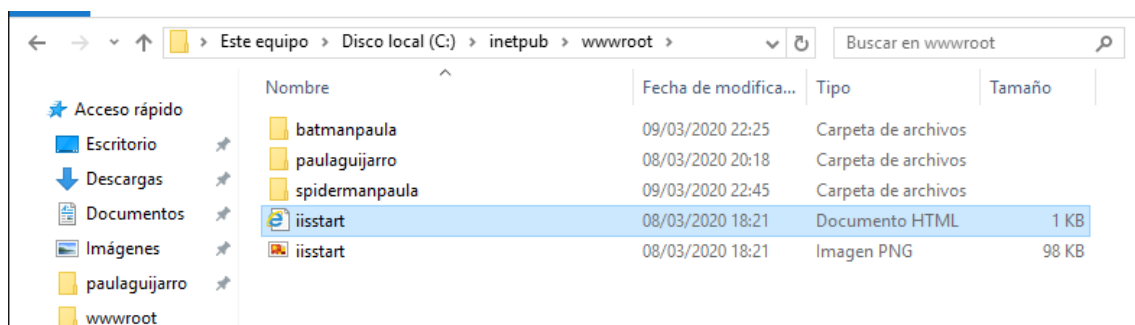 Este equipo > Disco local (C:) > inetpub > wwwroot > Buscar en wwwroot
Nombre Fecha de modifica... Tipo Tamaño
Acceso rápido
Escritorio
Descargas
Documentos
Imágenes
paulaguijarro
wwwroot
batmanpaula 09/03/2020 22:25 Carpeta de archivos
paulaguijarro 08/03/2020 20:18 Carpeta de archivos
spidermanpaula 09/03/2020 22:45 Carpeta de archivos
iisstart 08/03/2020 18:21 Documento HTML 1 KB
iisstart 08/03/2020 18:21 Imagen PNG 98 KB